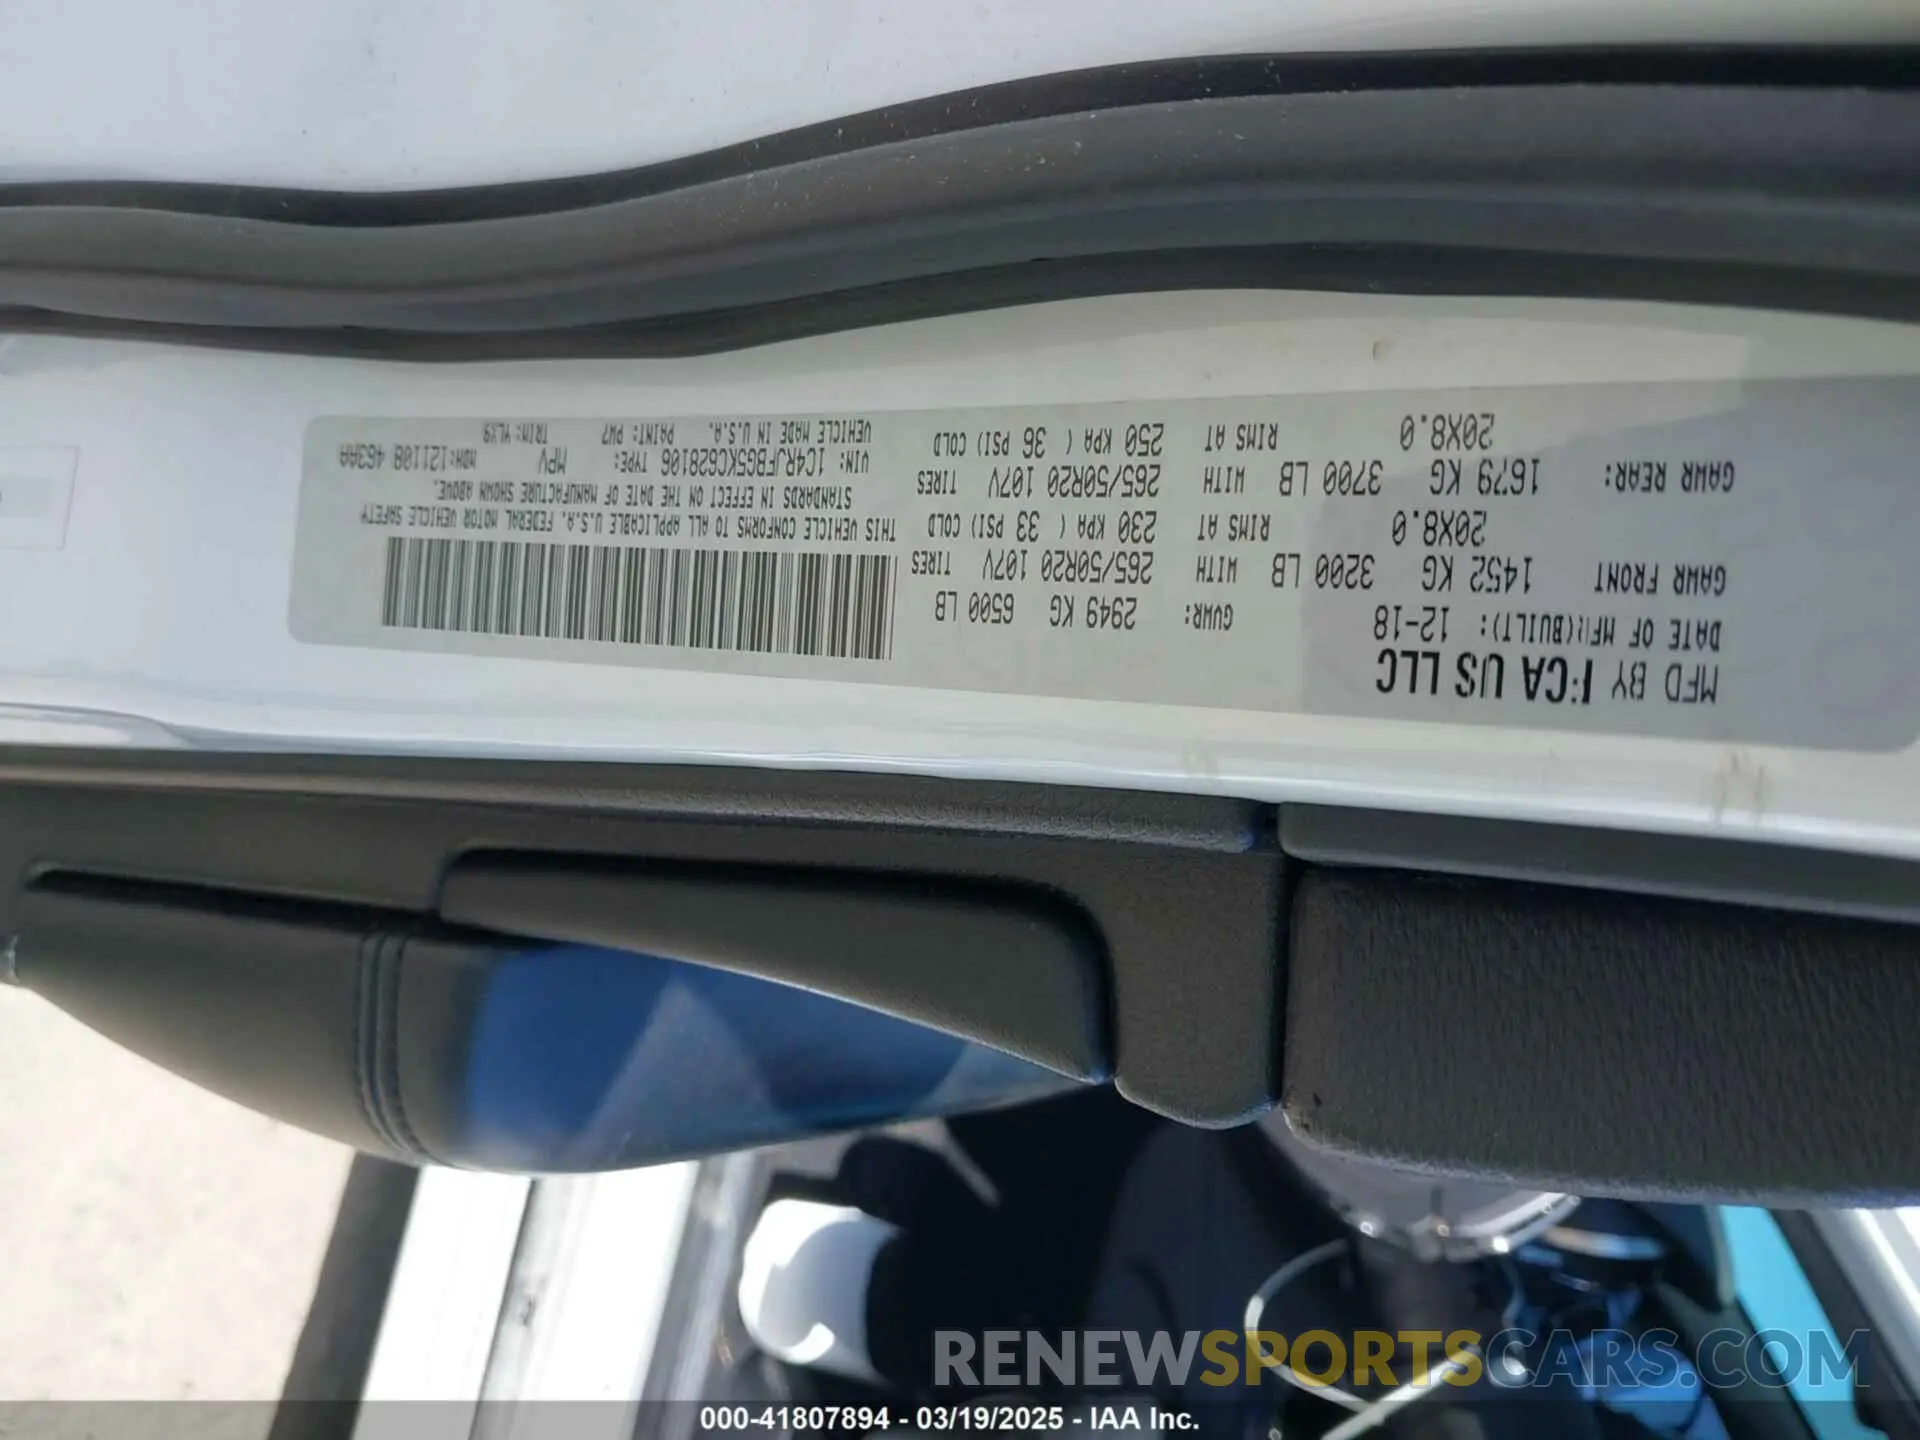 MFD BY FCA US LLC
DATE OF MFR(BUILT): 12-18
GVWR: 2949 KG 6500 LB
GAWR FRONT 1452 KG 3200 LB WITH 265/50R20 107V TIRES
20X8.0 RIMS AT 230 KPA ( 33 PSI) COLD
GAWR REAR: 1679 KG 3700 LB WITH 265/50R20 107V TIRES
20X8.0 RIMS AT 250 KPA ( 36 PSI) COLD
THIS VEHICLE CONFORMS TO ALL APPLICABLE U.S.A. FEDERAL MOTOR VEHICLE SAFETY
STANDARDS IN EFFECT ON THE DATE OF MANUFACTURE SHOWN ABOVE.
VIN: 1C4RJFBG5KC628106 TYPE: MPV MDH:121108 463AA
VEHICLE MADE IN U.S.A. PAINT: PW7 TRIM: VLX9
RENEWSPORTSCARS.COM
000-41807894 - 03/19/2025 - IAA Inc.